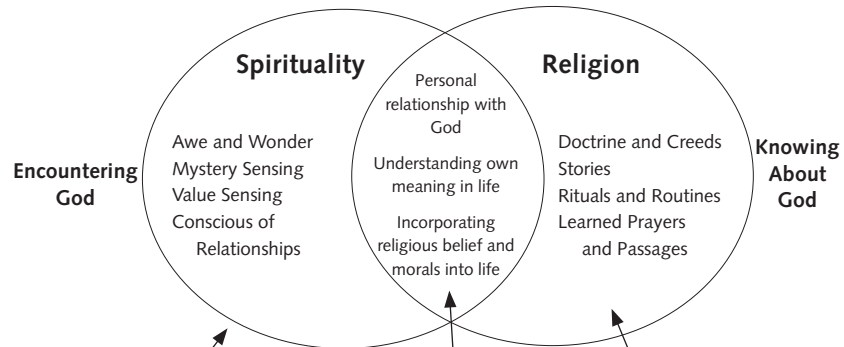 Spirituality
Religion
Encountering
God
Awe and Wonder
Mystery Sensing
Value Sensing
Conscious of
Relationships
Personal
relationship with
God
Understanding own
meaning in life
Incorporating
religious belief and
morals into life
Doctrine and Creeds
Stories
Rituals and Routines
Learned Prayers
and Passages
Knowing
About
God